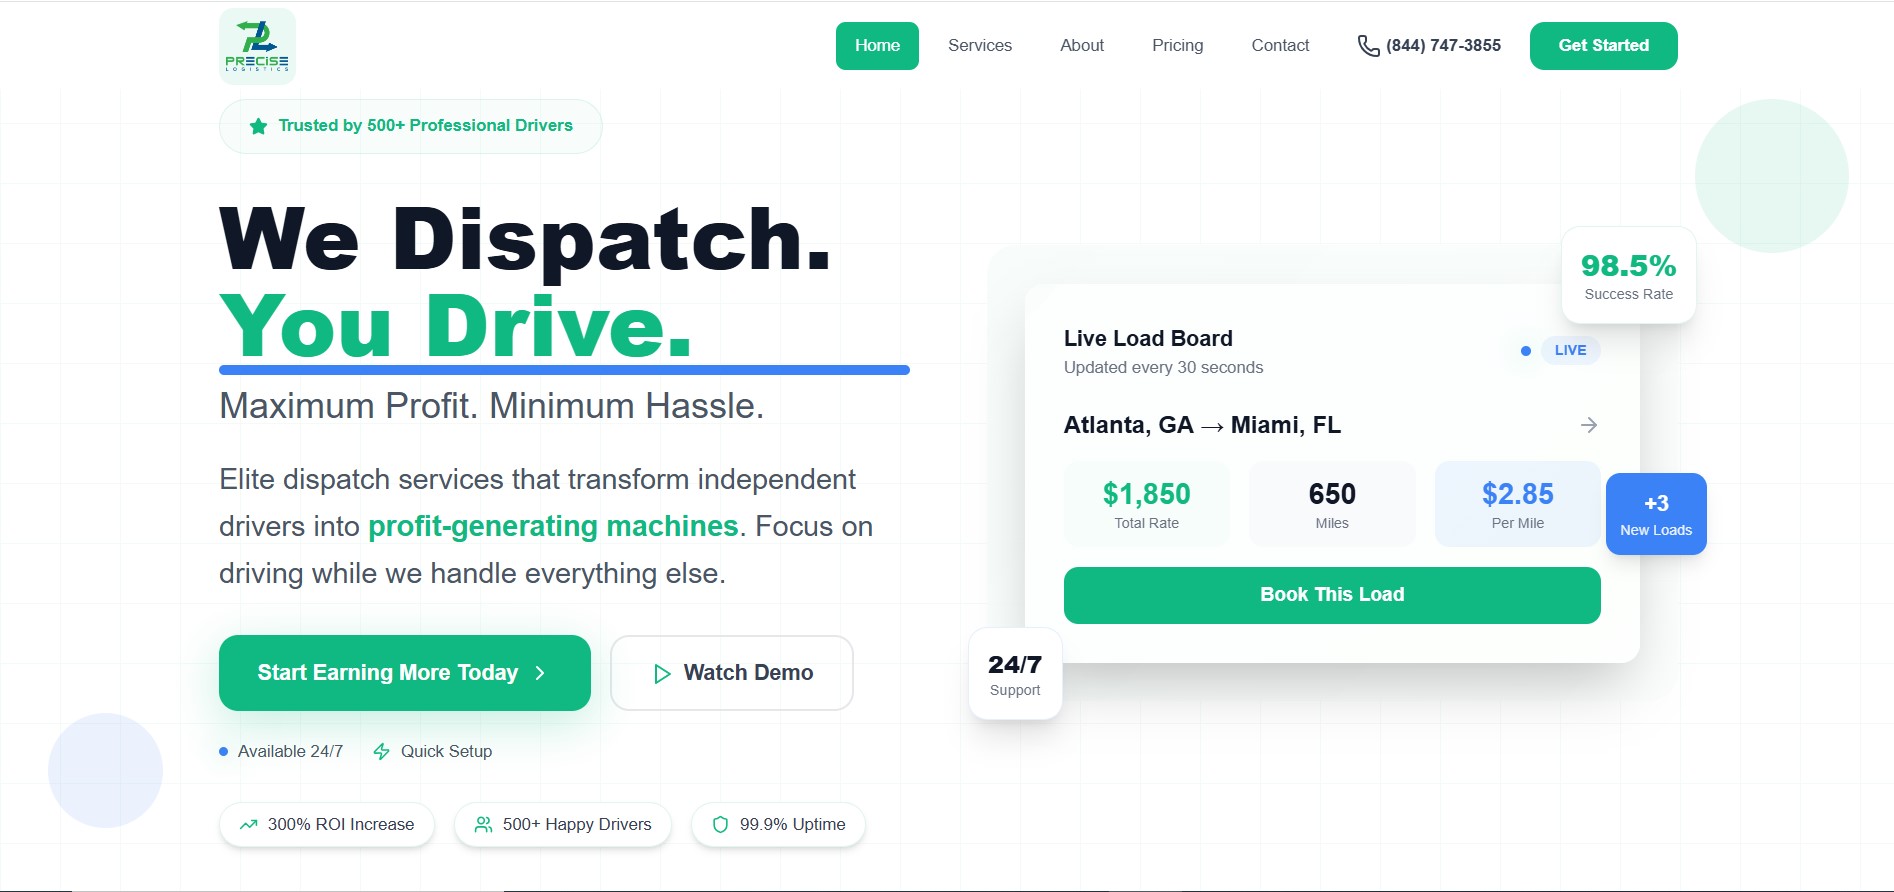 PRECISE
LOGISTICS
Home
Services
About
Pricing
Contact
(844) 747-3855
Get Started
Trusted by 500+ Professional Drivers
We Dispatch.
You Drive.
Maximum Profit. Minimum Hassle.
Elite dispatch services that transform independent
drivers into profit-generating machines. Focus on
driving while we handle everything else.
Start Earning More Today
Watch Demo
Available 24/7
Quick Setup
300% ROI Increase
500+ Happy Drivers
99.9% Uptime
98.5%
Success Rate
Live Load Board
Updated every 30 seconds
LIVE
Atlanta, GA → Miami, FL
$1,850
Total Rate
650
Miles
$2.85
Per Mile
+3
New Loads
Book This Load
24/7
Support